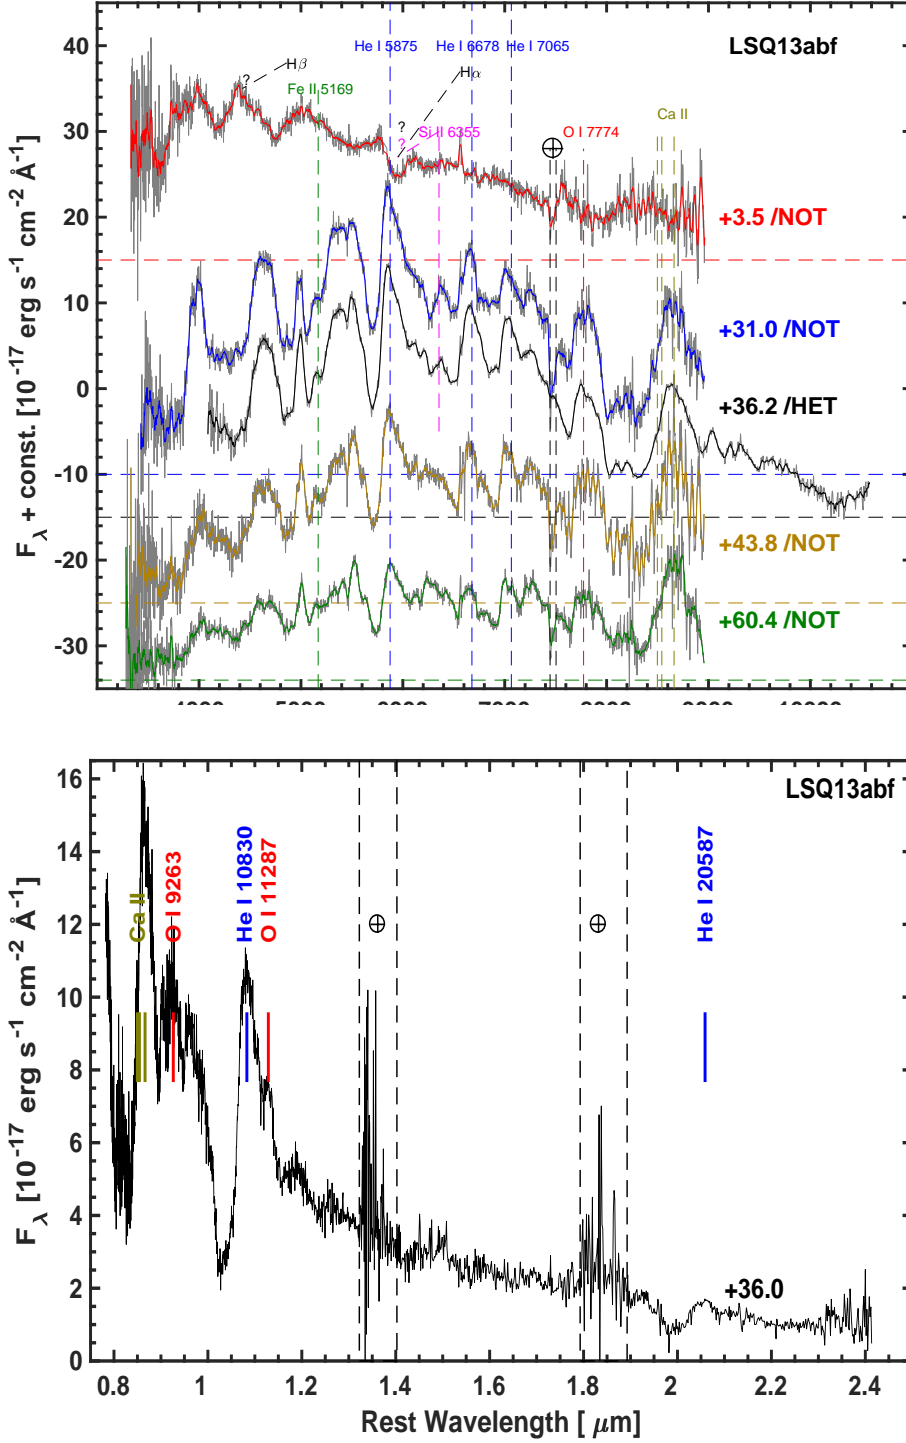 LSQ13abf
40
30
20
10
0
-10
-20
-30
F_λ + const. [10^-17 erg s^-1 cm^-2 Å^-1]
He I 5875
He I 6678
He I 7065
Hβ
?
Hα
Fe II 5169
?
?
Si II 6355
O I 7774
Ca II
⊕
+3.5 /NOT
+31.0 /NOT
+36.2 /HET
+43.8 /NOT
+60.4 /NOT
LSQ13abf
16
14
12
10
8
6
4
2
0
F_λ [10^-17 erg s^-1 cm^-2 Å^-1]
Ca II
O I 9263
He I 10830
O I 11287
⊕
⊕
He I 20587
+36.0
0.8 1 1.2 1.4 1.6 1.8 2 2.2 2.4
Rest Wavelength [ μm]